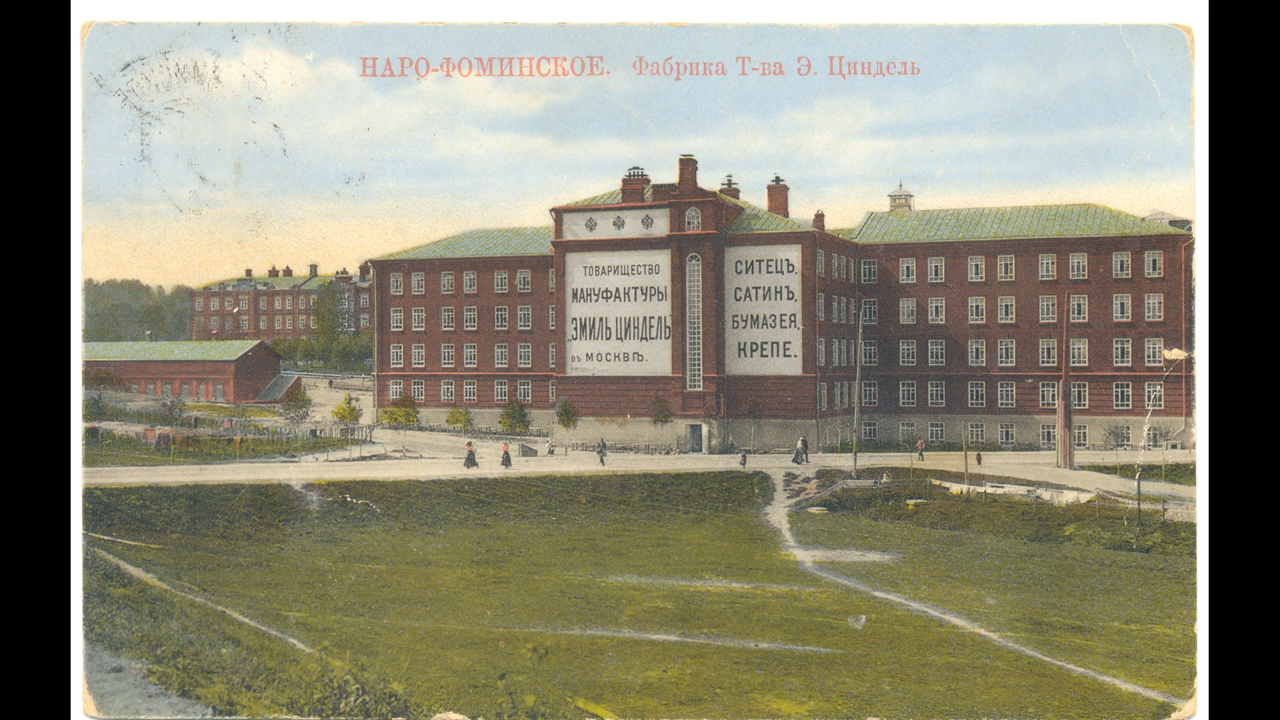 НАРО-ФОМИНСКОЕ. Фабрика Т-ва Э. Циндель
ТОВАРИЩЕСТВО
МАНУФАКТУРЫ
„ЭМИЛЬ ЦИНДЕЛЬ
въ МОСКВѢ.
СИТЕЦЪ,
САТИНЪ,
БУМАЗЕЯ,
КРЕПЕ.